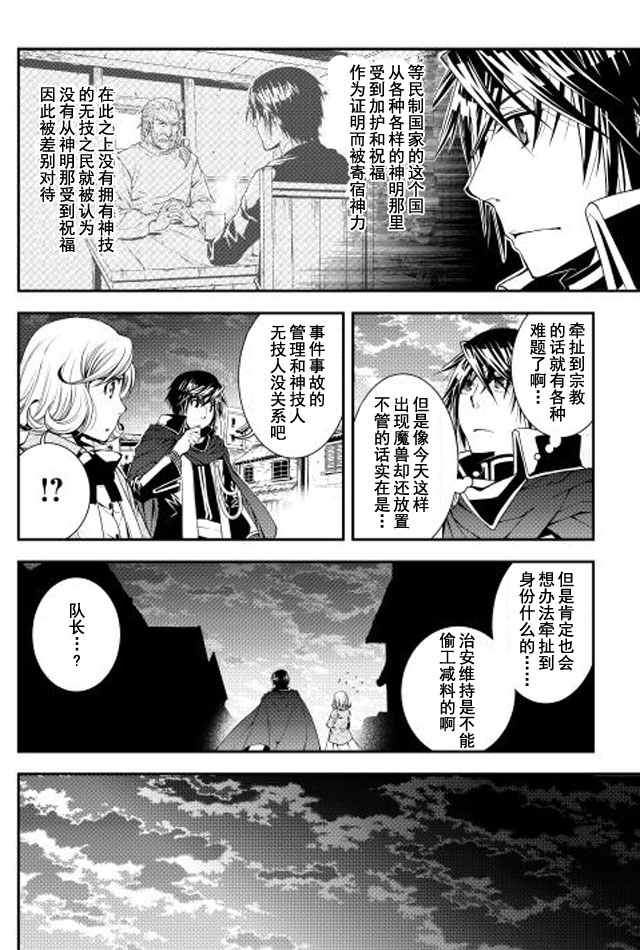 等民制国家的这个国
从各种各样的神明那里
受到加护和祝福
作为证明而被寄宿神力
在此之上没有拥有神技
的无技之民就被认为
没有从神明那受到祝福
因此被差别对待
牵扯到宗教
的话就有各种
难题了啊…
但是像今天这样
出现魔兽却还放置
不管的话实在是…
事件事故的
管理和神技人
无技人没关系吧
!?
但是肯定也会
想办法牵扯到
身份什么的……
治安维持是不能
偷工减料的啊
队长…?